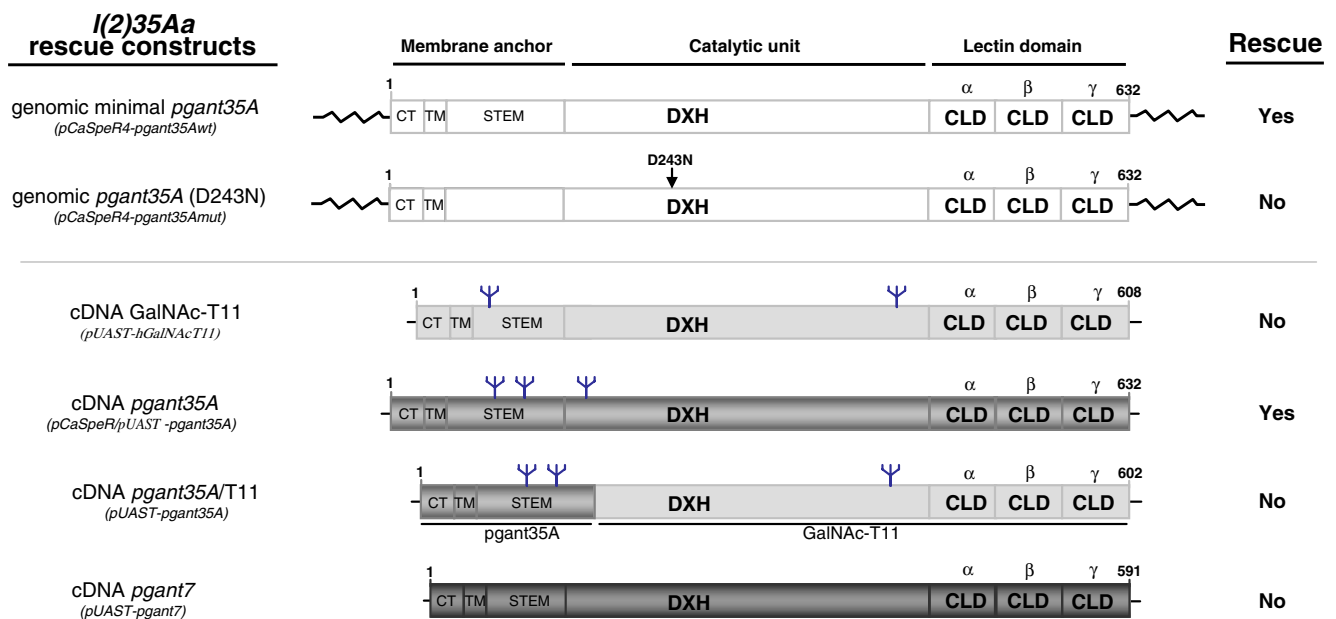 l(2)35Aa
rescue constructs
Membrane anchor Catalytic unit Lectin domain Rescue
1 α β γ 632
genomic minimal pgant35A
(pCaSpeR4-pgant35Awt)
CT TM STEM DXH CLD CLD CLD Yes
D243N
1 α β γ 632
genomic pgant35A (D243N)
(pCaSpeR4-pgant35Amut)
CT TM DXH CLD CLD CLD No
1 α β γ 608
cDNA GalNAc-T11
(pUAST-hGalNAcT11)
CT TM STEM DXH CLD CLD CLD No
1 α β γ 632
cDNA pgant35A
(pCaSpeR/pUAST -pgant35A)
CT TM STEM DXH CLD CLD CLD Yes
1 α β γ 602
cDNA pgant35A/T11
(pUAST-pgant35A)
CT TM STEM DXH CLD CLD CLD No
pgant35A GalNAc-T11
1 α β γ 591
cDNA pgant7
(pUAST-pgant7)
CT TM STEM DXH CLD CLD CLD No